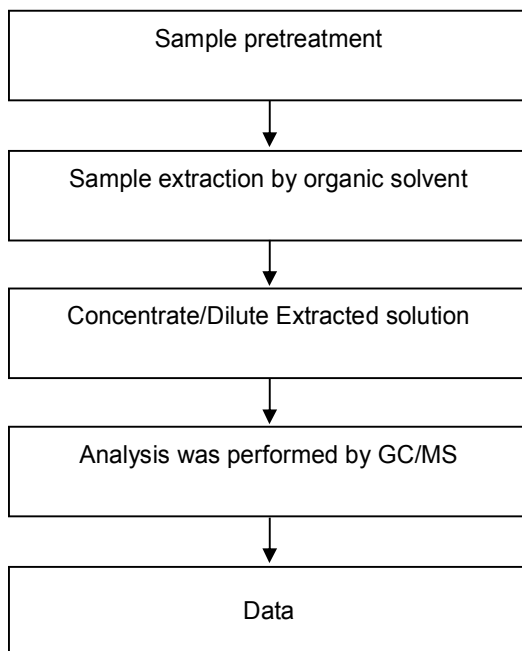 Sample pretreatment
Sample extraction by organic solvent
Concentrate/Dilute Extracted solution
Analysis was performed by GC/MS
Data